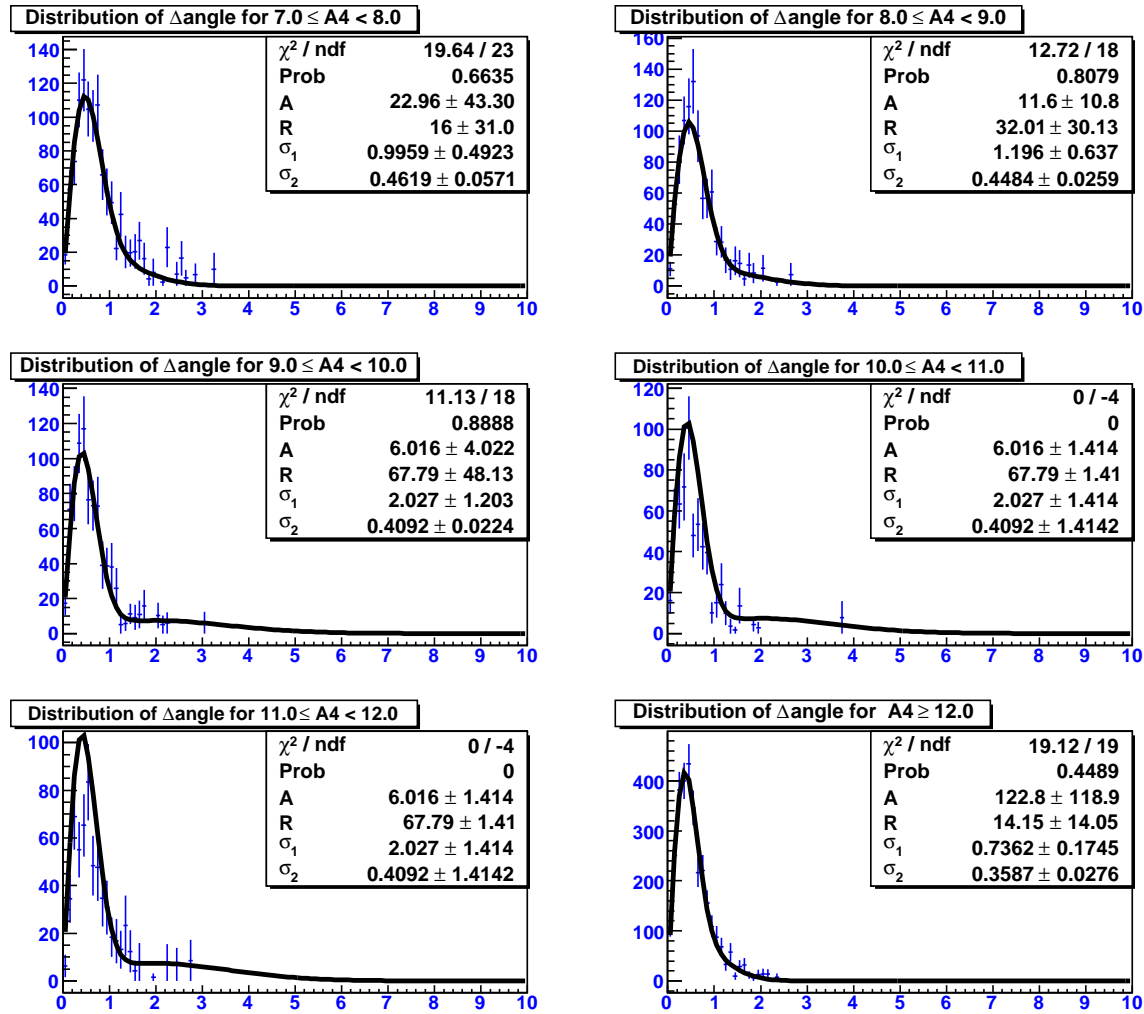 Distribution of Δangle for 7.0 ≤ A4 < 8.0
χ² / ndf 19.64 / 23
Prob 0.6635
A 22.96 ± 43.30
R 16 ± 31.0
σ₁ 0.9959 ± 0.4923
σ₂ 0.4619 ± 0.0571
140
120
100
80
60
40
20
0
0 1 2 3 4 5 6 7 8 9 10
Distribution of Δangle for 8.0 ≤ A4 < 9.0
χ² / ndf 12.72 / 18
Prob 0.8079
A 11.6 ± 10.8
R 32.01 ± 30.13
σ₁ 1.196 ± 0.637
σ₂ 0.4484 ± 0.0259
160
140
120
100
80
60
40
20
0
0 1 2 3 4 5 6 7 8 9 10
Distribution of Δangle for 9.0 ≤ A4 < 10.0
χ² / ndf 11.13 / 18
Prob 0.8888
A 6.016 ± 4.022
R 67.79 ± 48.13
σ₁ 2.027 ± 1.203
σ₂ 0.4092 ± 0.0224
140
120
100
80
60
40
20
0
0 1 2 3 4 5 6 7 8 9 10
Distribution of Δangle for 10.0 ≤ A4 < 11.0
χ² / ndf 0 / -4
Prob 0
A 6.016 ± 1.414
R 67.79 ± 1.41
σ₁ 2.027 ± 1.414
σ₂ 0.4092 ± 1.4142
120
100
80
60
40
20
0
0 1 2 3 4 5 6 7 8 9 10
Distribution of Δangle for 11.0 ≤ A4 < 12.0
χ² / ndf 0 / -4
Prob 0
A 6.016 ± 1.414
R 67.79 ± 1.41
σ₁ 2.027 ± 1.414
σ₂ 0.4092 ± 1.4142
100
80
60
40
20
0
0 1 2 3 4 5 6 7 8 9 10
Distribution of Δangle for A4 ≥ 12.0
χ² / ndf 19.12 / 19
Prob 0.4489
A 122.8 ± 118.9
R 14.15 ± 14.05
σ₁ 0.7362 ± 0.1745
σ₂ 0.3587 ± 0.0276
400
300
200
100
0
0 1 2 3 4 5 6 7 8 9 10